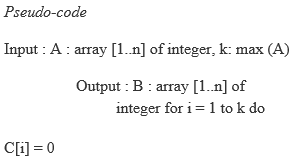 Pseudo-code
Input : A : array [1..n] of integer, k: max (A)
Output : B : array [1..n] of
integer for i = 1 to k do
C[i] = 0